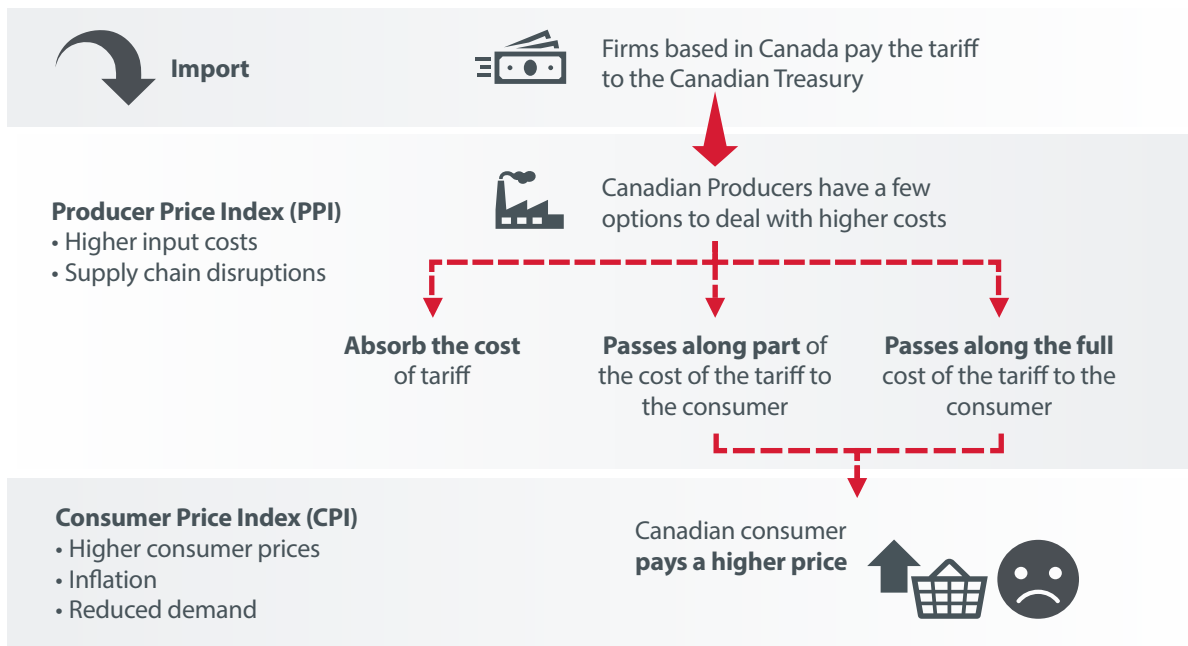 Import
Firms based in Canada pay the tariff
to the Canadian Treasury
Producer Price Index (PPI)
• Higher input costs
• Supply chain disruptions
Canadian Producers have a few
options to deal with higher costs
Absorb the cost
of tariff
Passes along part of
the cost of the tariff to
the consumer
Passes along the full
cost of the tariff to the
consumer
Consumer Price Index (CPI)
• Higher consumer prices
• Inflation
• Reduced demand
Canadian consumer
pays a higher price